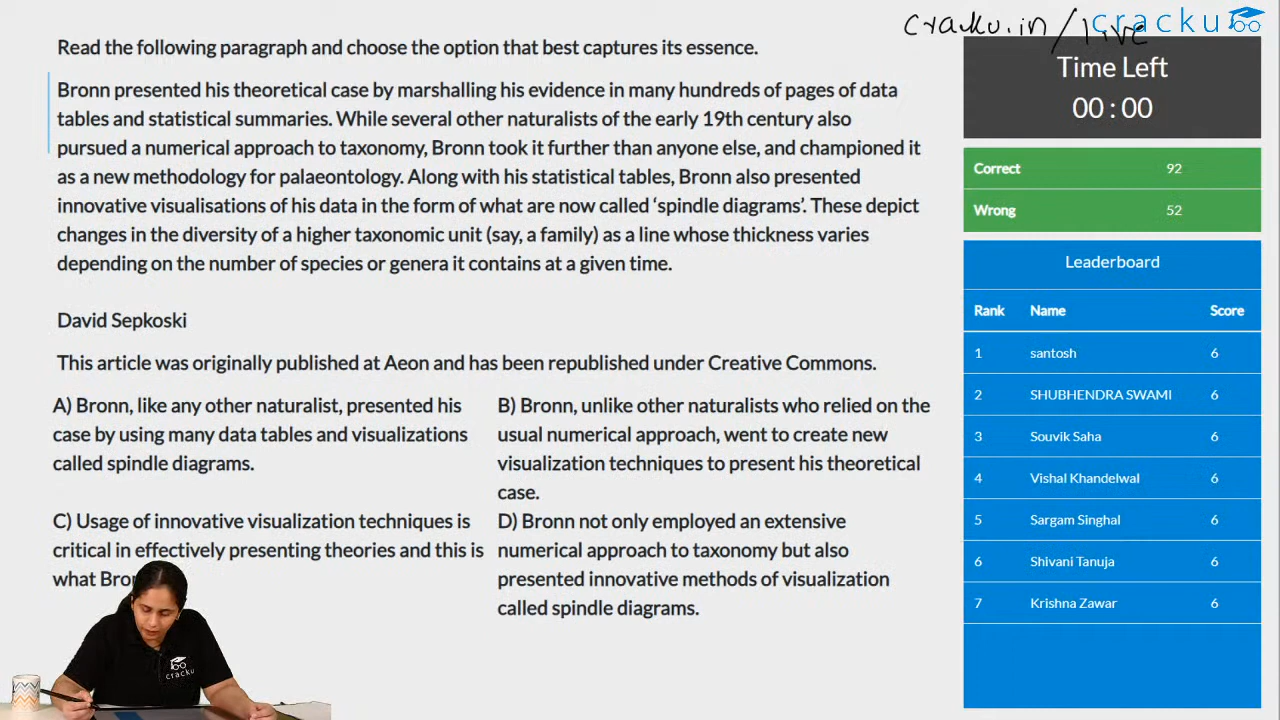 cracku.in/live
cracku
Read the following paragraph and choose the option that best captures its essence.
Bronn presented his theoretical case by marshalling his evidence in many hundreds of pages of data
tables and statistical summaries. While several other naturalists of the early 19th century also
pursued a numerical approach to taxonomy, Bronn took it further than anyone else, and championed it
as a new methodology for paleontology. Along with his statistical tables, Bronn also presented
innovative visualisations of his data in the form of what are now called ‘spindle diagrams’. These depict
changes in the diversity of a higher taxonomic unit (say, a family) as a line whose thickness varies
depending on the number of species or genera it contains at a given time.
David Sepkoski
This article was originally published at Aeon and has been republished under Creative Commons.
A) Bronn, like any other naturalist, presented his
case by using many data tables and visualizations
called spindle diagrams.
B) Bronn, unlike other naturalists who relied on the
usual numerical approach, went to create new
visualization techniques to present his theoretical
case.
C) Usage of innovative visualization techniques is
critical in effectively presenting theories and this is
what
D) Bronn not only employed an extensive
numerical approach to taxonomy but also
presented innovative methods of visualization
called spindle diagrams.
Time Left
00 : 00
Correct 92
Wrong 52
Leaderboard
Rank Name Score
1 santosh 6
2 SHUBHENDRA SWAMI 6
3 Souvik Saha 6
4 Vishal Khandelwal 6
5 Sargam Singhal 6
6 Shivani Tanuja 6
7 Krishna Zawar 6
cracku